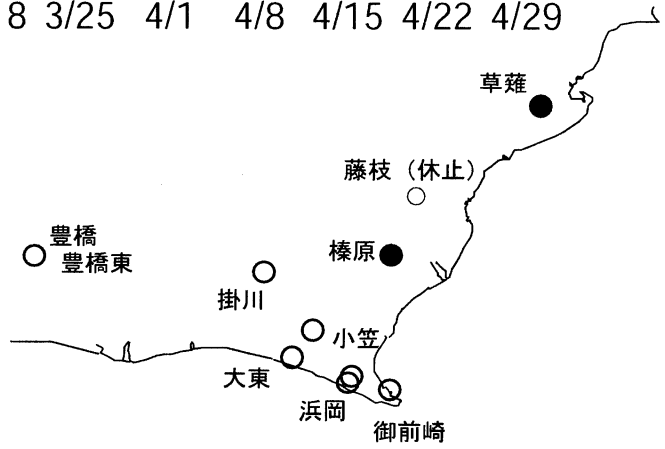 8 3/25 4/1 4/8 4/15 4/22 4/29
草薙
藤枝（休止）
豊橋
豊橋東
榛原
掛川
小笠
大東
浜岡
御前崎